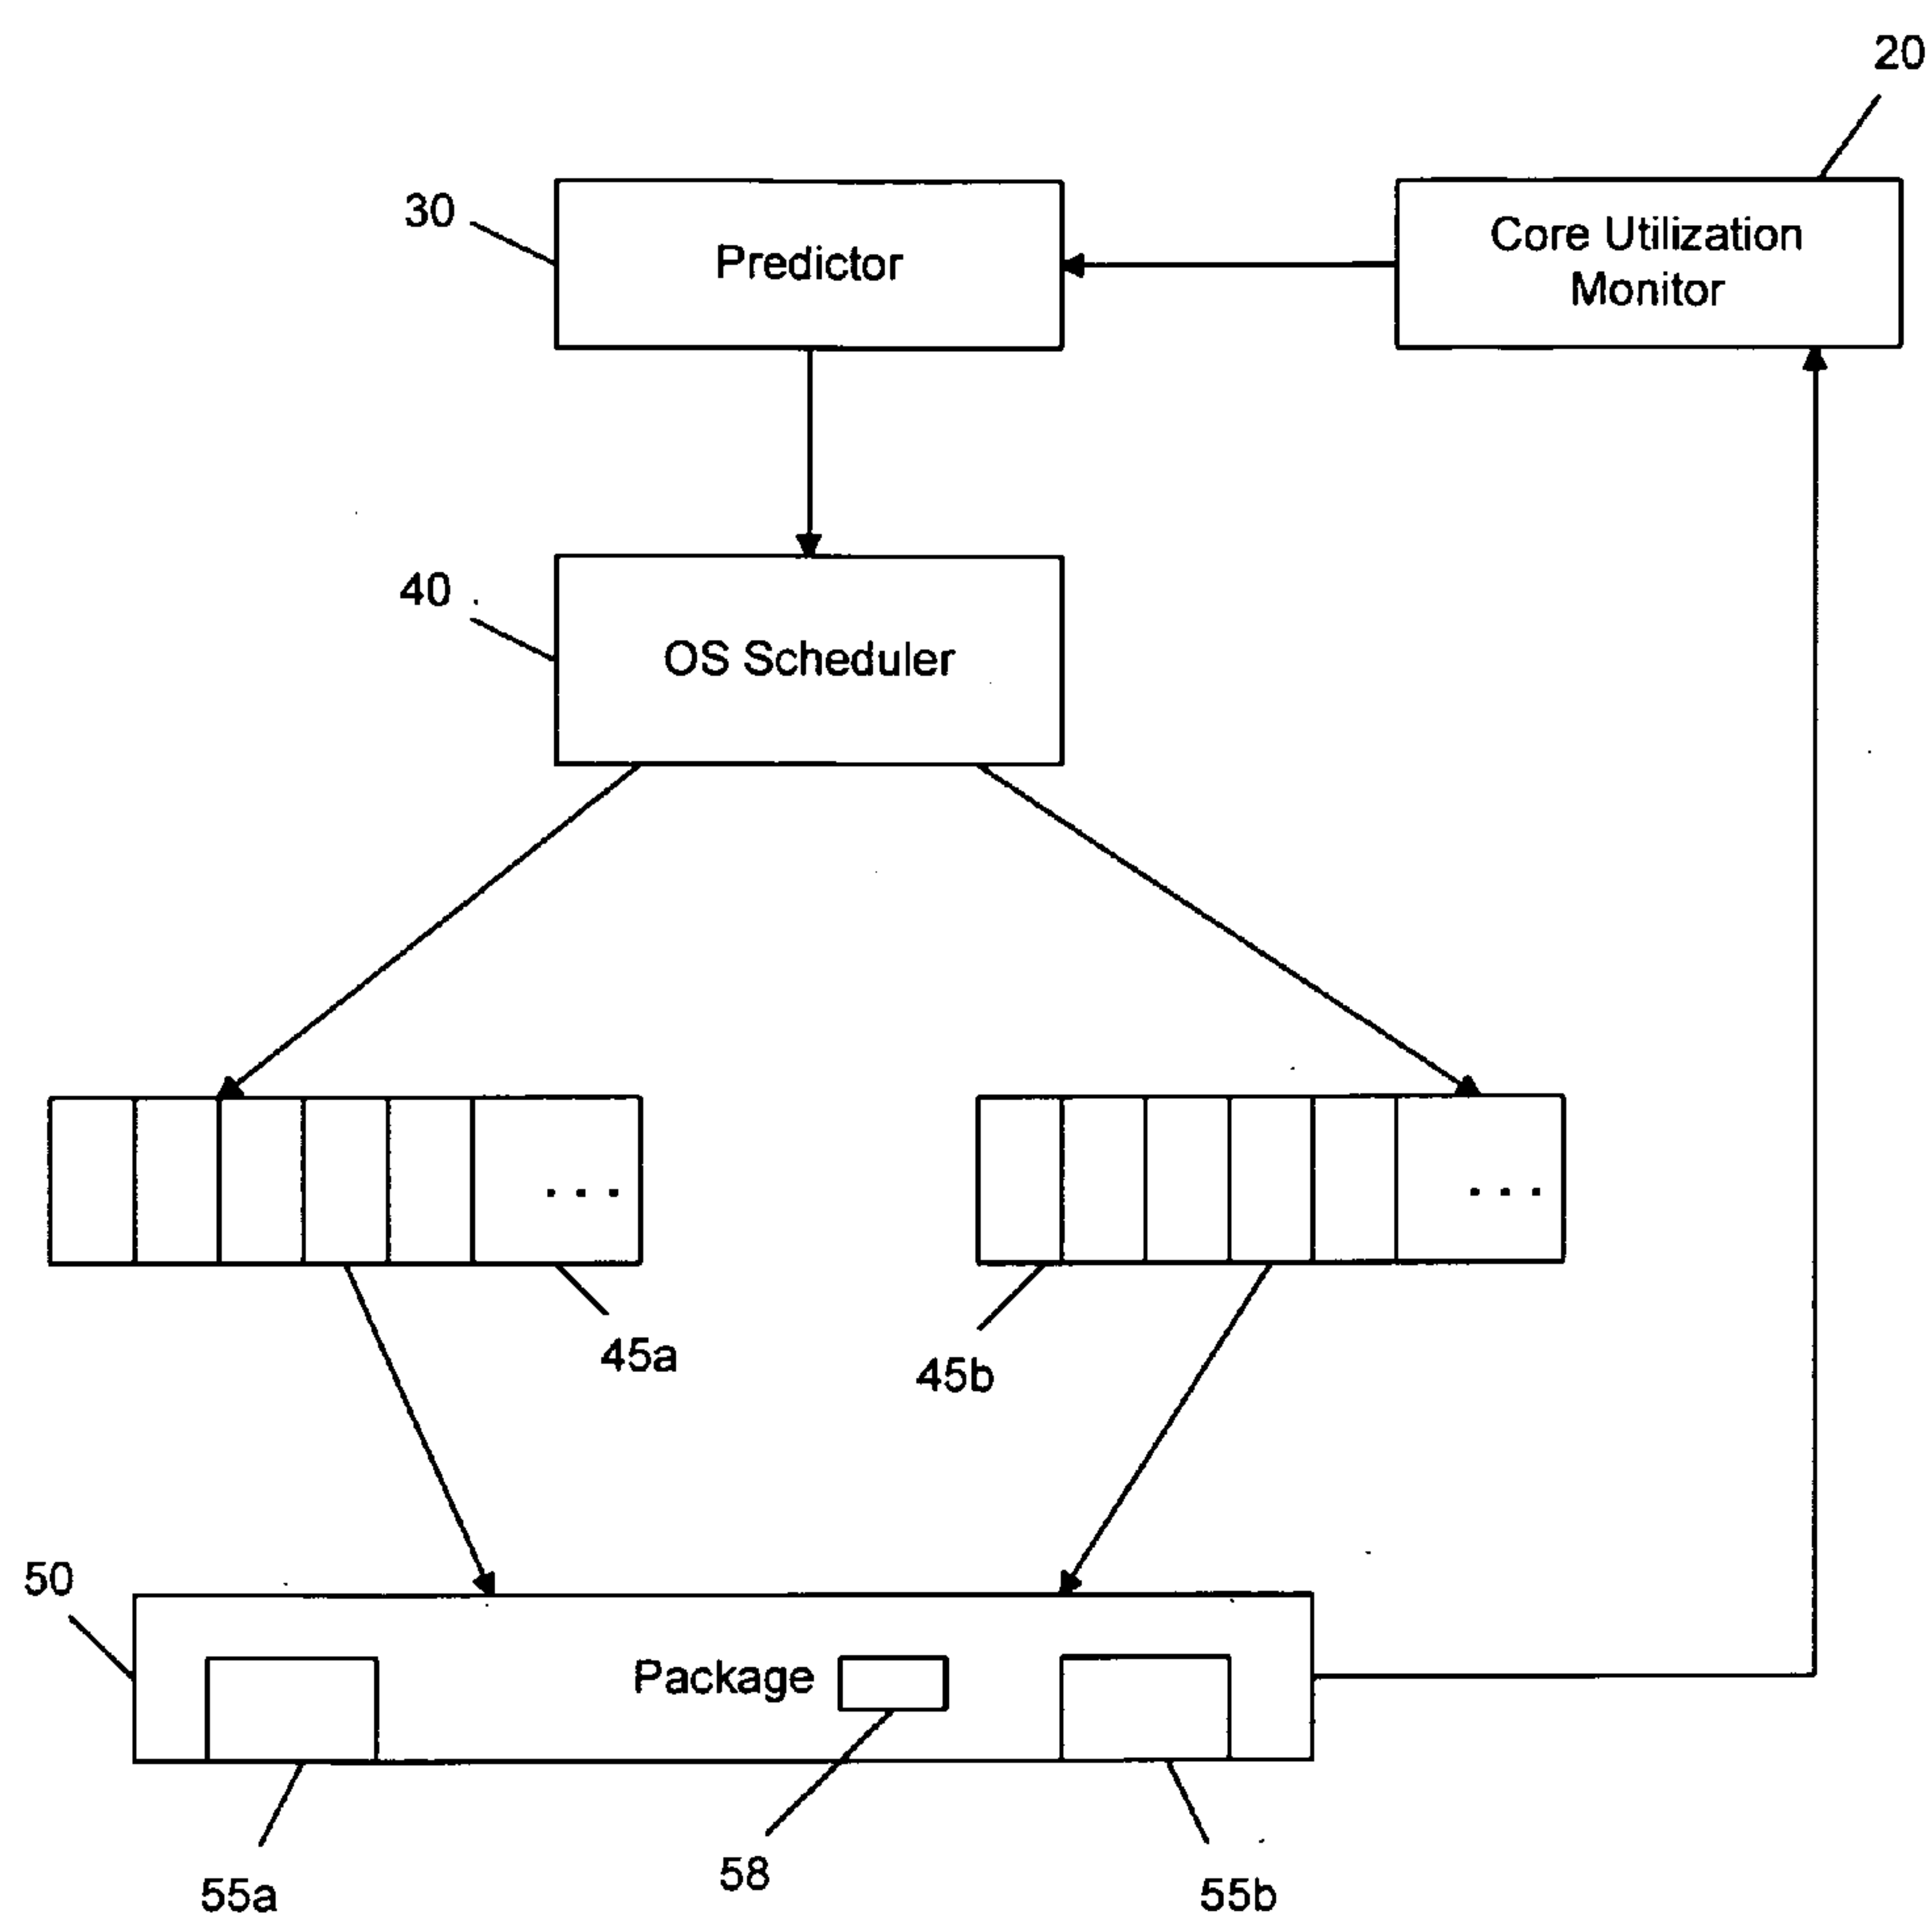 20
30
Predictor
Core Utilization
Monitor
40
OS Scheduler
...
...
45a
45b
50
Package
58
55a
55b